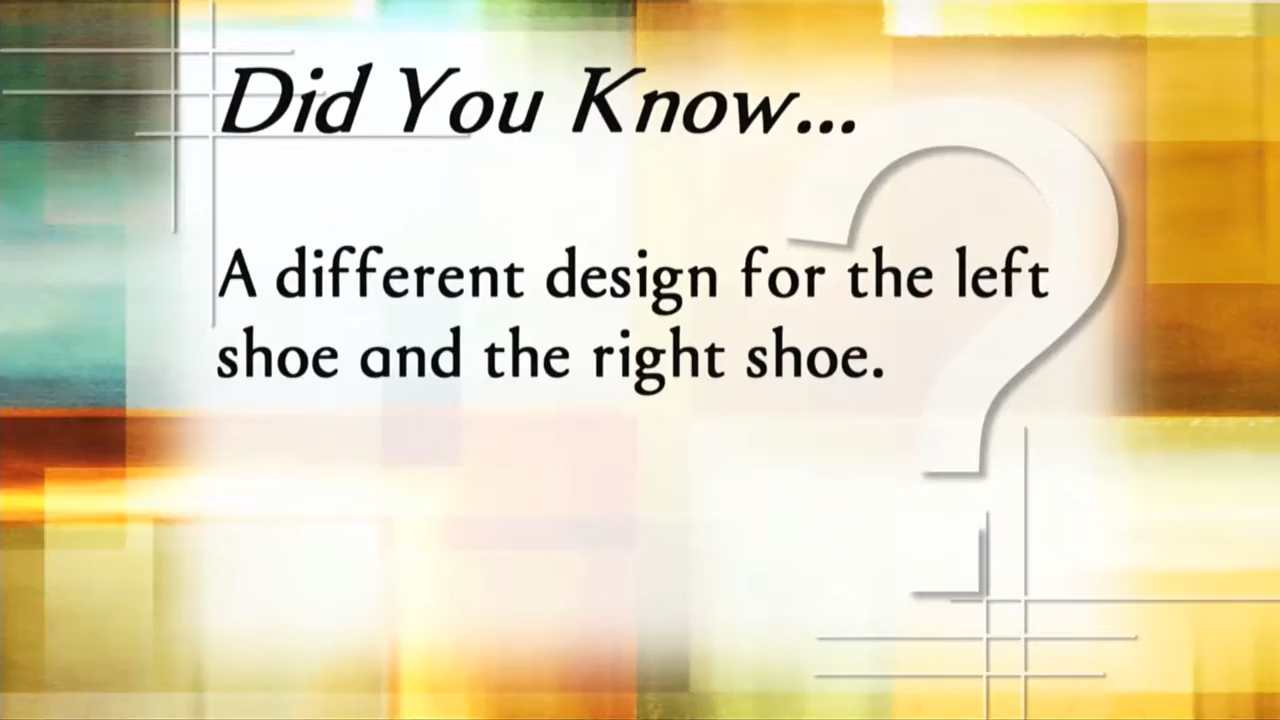 Did You Know...
A different design for the left
shoe and the right shoe.